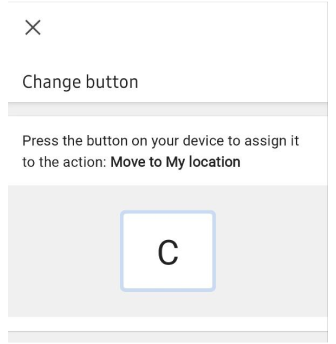 Change button
Press the button on your device to assign it
to the action: Move to My location
C